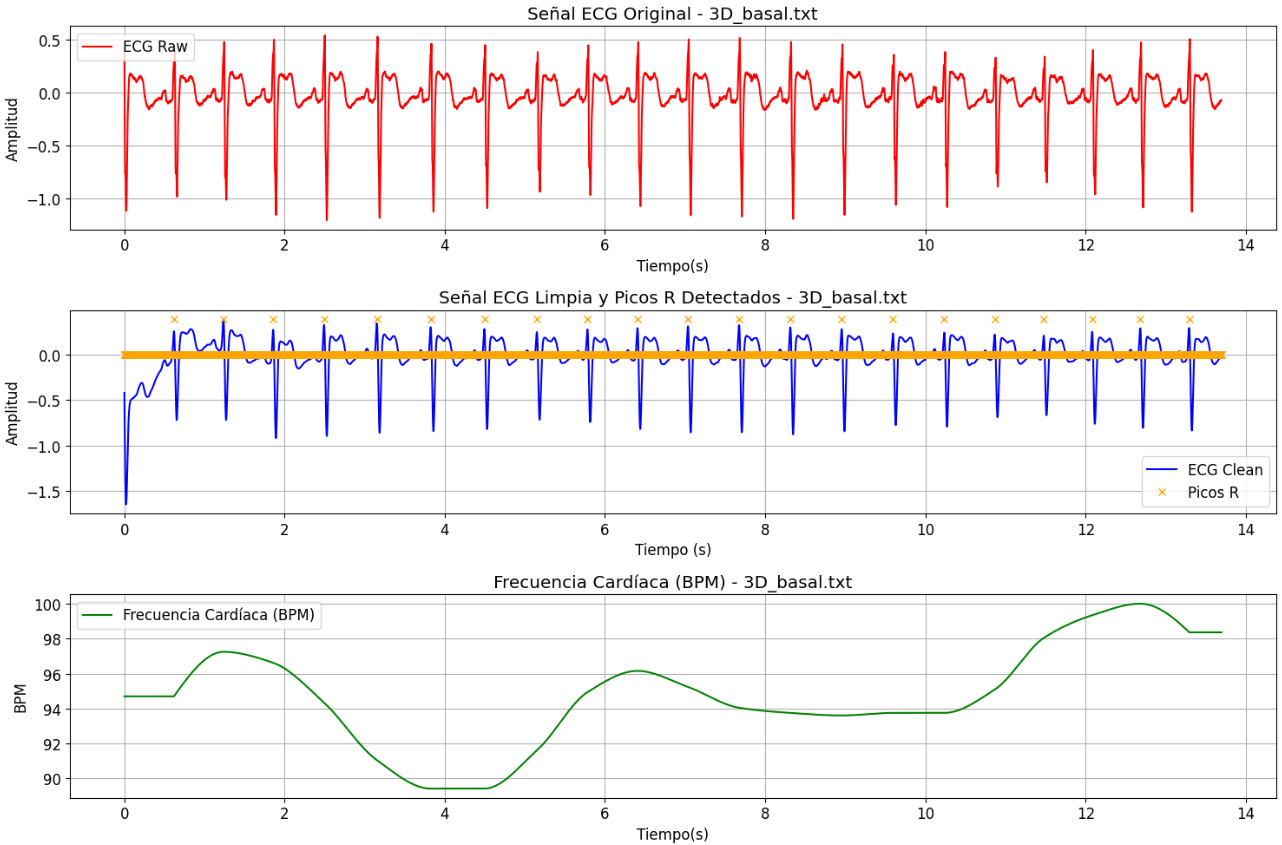 Señal ECG Original - 3D_basal.txt
ECG Raw
0.5
0.0
−0.5
−1.0
Amplitud
0 2 4 6 8 10 12 14
Tiempo(s)
Señal ECG Limpia y Picos R Detectados - 3D_basal.txt
0.0
−0.5
−1.0
−1.5
Amplitud
ECG Clean
Picos R
0 2 4 6 8 10 12 14
Tiempo (s)
Frecuencia Cardíaca (BPM) - 3D_basal.txt
Frecuencia Cardíaca (BPM)
100
98
96
94
92
90
BPM
0 2 4 6 8 10 12 14
Tiempo(s)